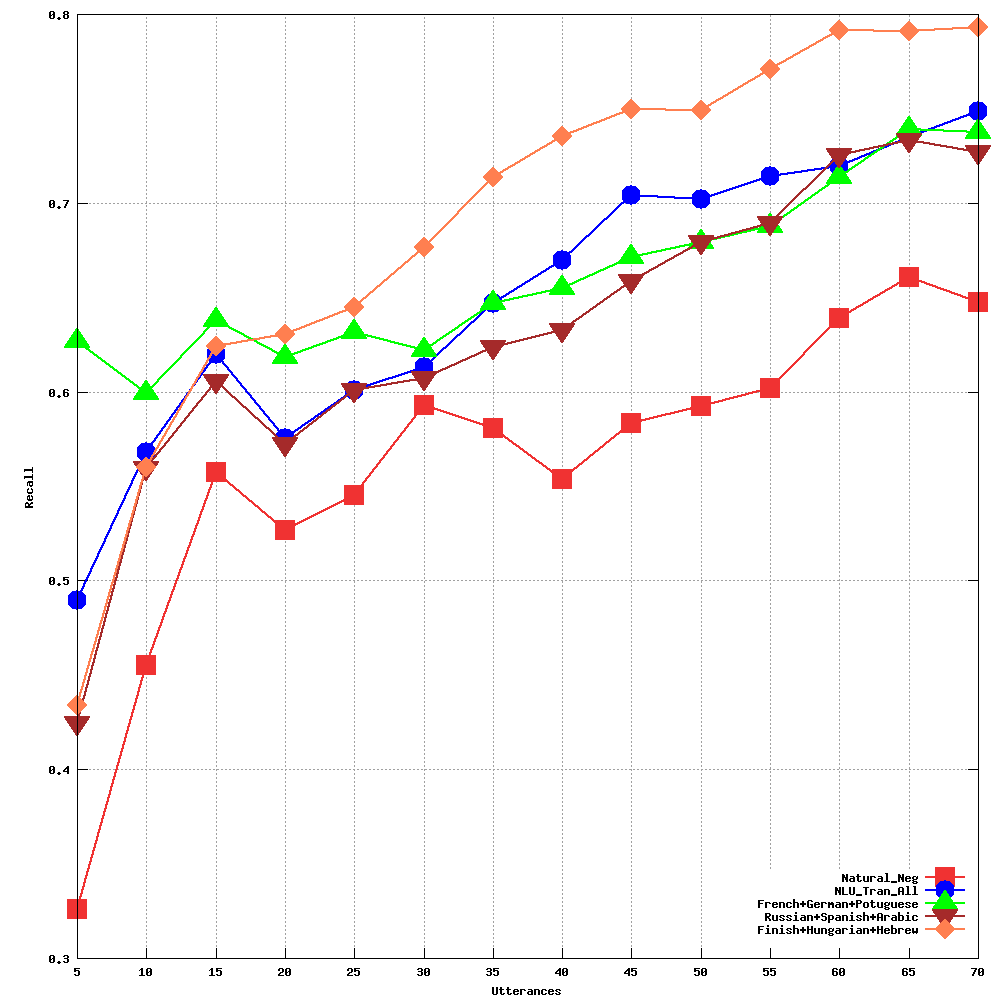 0.8
0.7
0.6
0.5
0.4
0.3
Recall
Natural_Neg
NLU_Tran_All
French+German+Potuguese
Russian+Spanish+Arabic
Finish+Hungarian+Hebrew
5 10 15 20 25 30 35 40 45 50 55 60 65 70
Utterances